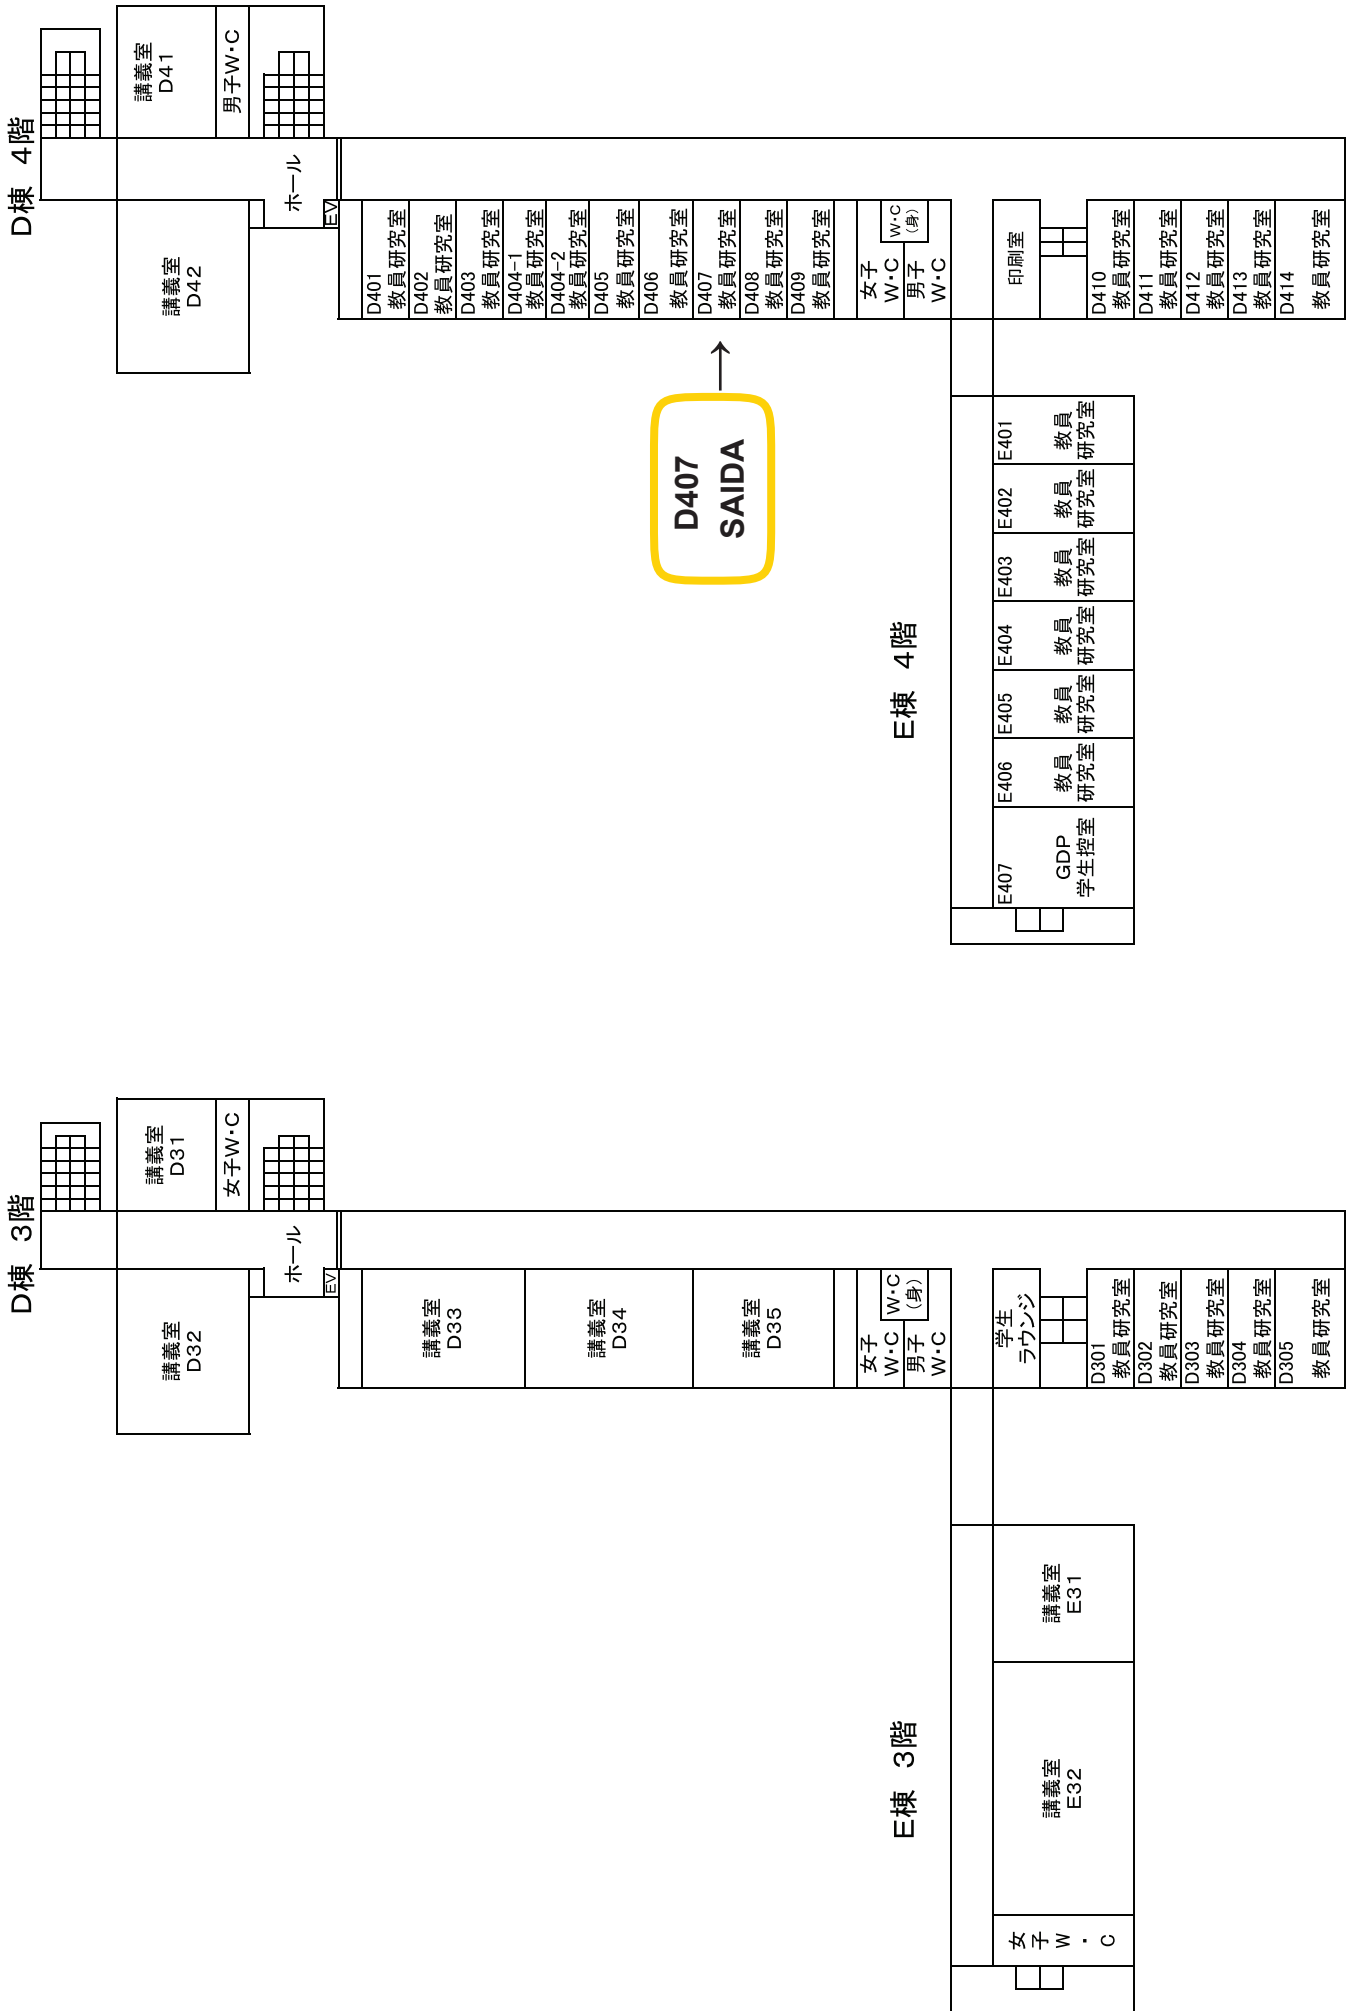 D棟 4階
講義室
D41
男子W・C
講義室
D42
ホール
EV
D401
教員研究室
D402
教員研究室
D403
教員研究室
D404-1
教員研究室
D404-2
教員研究室
D405
教員研究室
D406
教員研究室
D407
教員研究室
D408
教員研究室
D409
教員研究室
女子
W・C
男子
W・C
W・C
(身)
印刷室
D410
教員研究室
D411
教員研究室
D412
教員研究室
D413
教員研究室
D414
教員研究室
→
D407
SAIDA
E棟 4階
E401
教員
研究室
E402
教員
研究室
E403
教員
研究室
E404
教員
研究室
E405
教員
研究室
E406
教員
研究室
E407
GDP
学生控室
D棟 3階
講義室
D31
女子W・C
講義室
D32
ホール
EV
講義室
D33
講義室
D34
講義室
D35
女子
W・C
男子
W・C
W・C
(身)
学生
ラウンジ
D301
教員研究室
D302
教員研究室
D303
教員研究室
D304
教員研究室
D305
教員研究室
E棟 3階
講義室
E31
講義室
E32
女子W・C